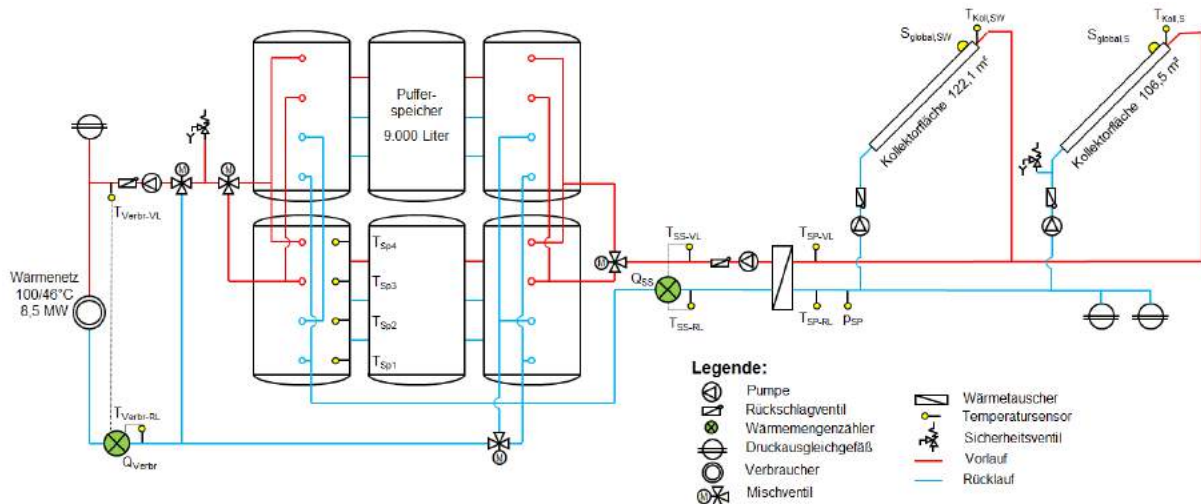 T Koll,SW
T Koll,S
S global,SW
S global,S
Kollektorfläche 122,1 m²
Kollektorfläche 106,5 m²
Puffer-
speicher
9.000 Liter
M
M
T Verbr-VL
T Sp4
T Sp3
T Sp2
T Sp1
T SS-VL
T SP-VL
M
Q SS
T SS-RL
T SP-RL
p SP
Wärmenetz
100/46°C
8,5 MW
T Verbr-RL
Q Verbr
M
Legende:
Pumpe
Rückschlagventil
Wärmemengenzähler
Druckausgleichgefäß
Verbraucher
M Mischventil
Wärmetauscher
Temperatursensor
Sicherheitsventil
Vorlauf
Rücklauf